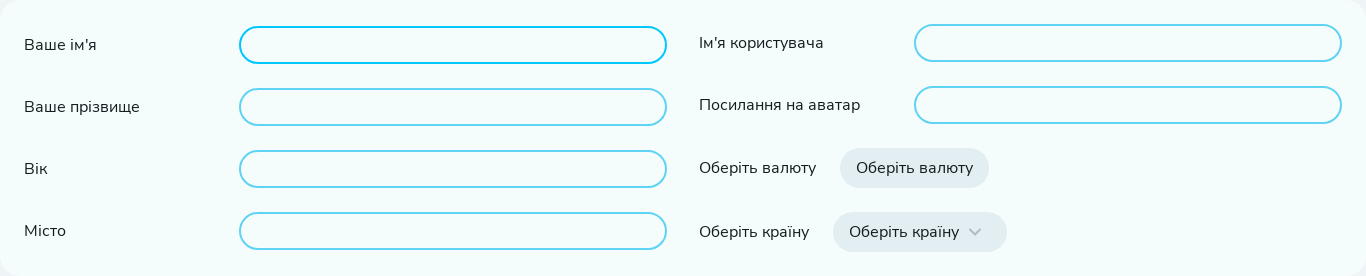 Ваше ім'я
Ваше прізвище
Вік
Місто
Ім'я користувача
Посилання на аватар
Оберіть валюту Оберіть валюту
Оберіть країну Оберіть країну